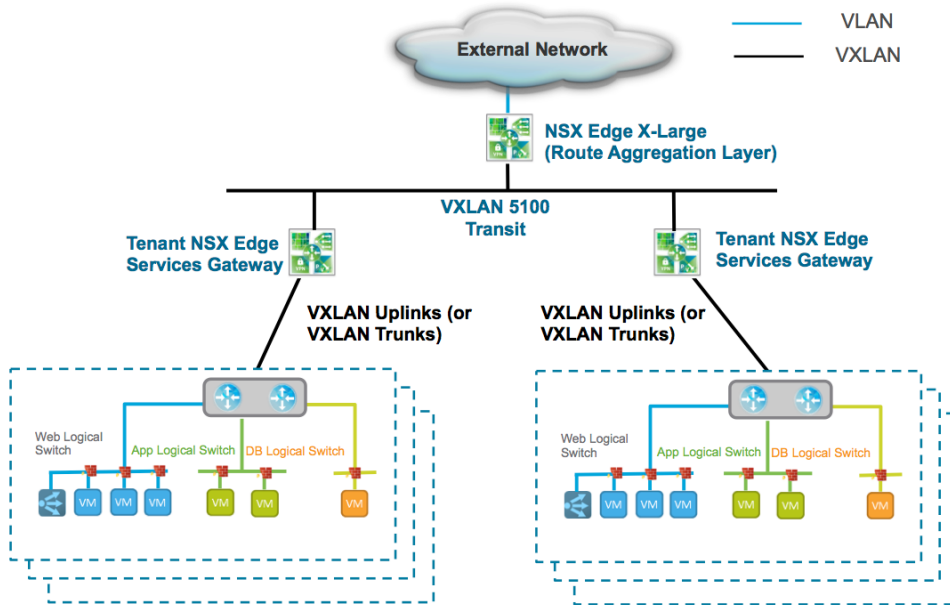 VLAN
VXLAN
External Network
NSX Edge X-Large
(Route Aggregation Layer)
VXLAN 5100
Transit
Tenant NSX Edge
Services Gateway
Tenant NSX Edge
Services Gateway
VXLAN Uplinks (or
VXLAN Trunks)
VXLAN Uplinks (or
VXLAN Trunks)
Web Logical
Switch
App Logical Switch
DB Logical Switch
VM
VM
VM
VM
VM
VM
Web Logical
Switch
App Logical Switch
DB Logical Switch
VM
VM
VM
VM
VM
VM